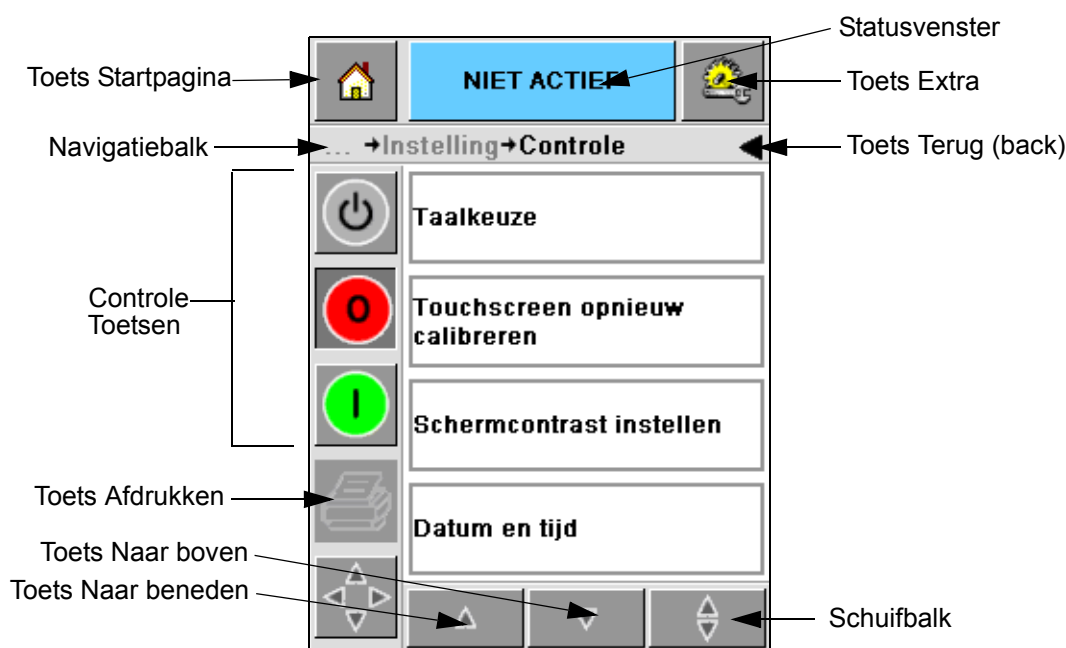 Statusvenster
Toets Startpagina
NIET ACTIEF
Toets Extra
Navigatiebalk
... →Instelling→Controle
Toets Terug (back)
Taalkeuze
Controle
Toetsen
O
Touchscreen opnieuw
calibreren
I
Schermcontrast instellen
Toets Afdrukken
Datum en tijd
Toets Naar boven
Toets Naar beneden
Schuifbalk